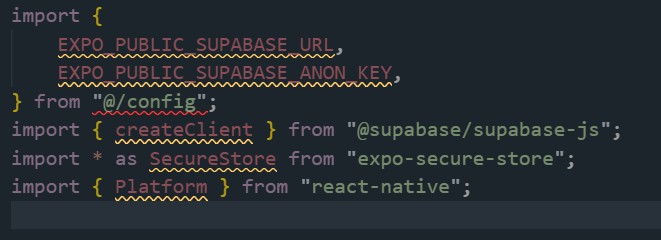 import {
EXPO_PUBLIC_SUPABASE_URL,
EXPO_PUBLIC_SUPABASE_ANON_KEY,
} from "@/config";
import { createClient } from "@supabase/supabase-js";
import * as SecureStore from "expo-secure-store";
import { Platform } from "react-native";